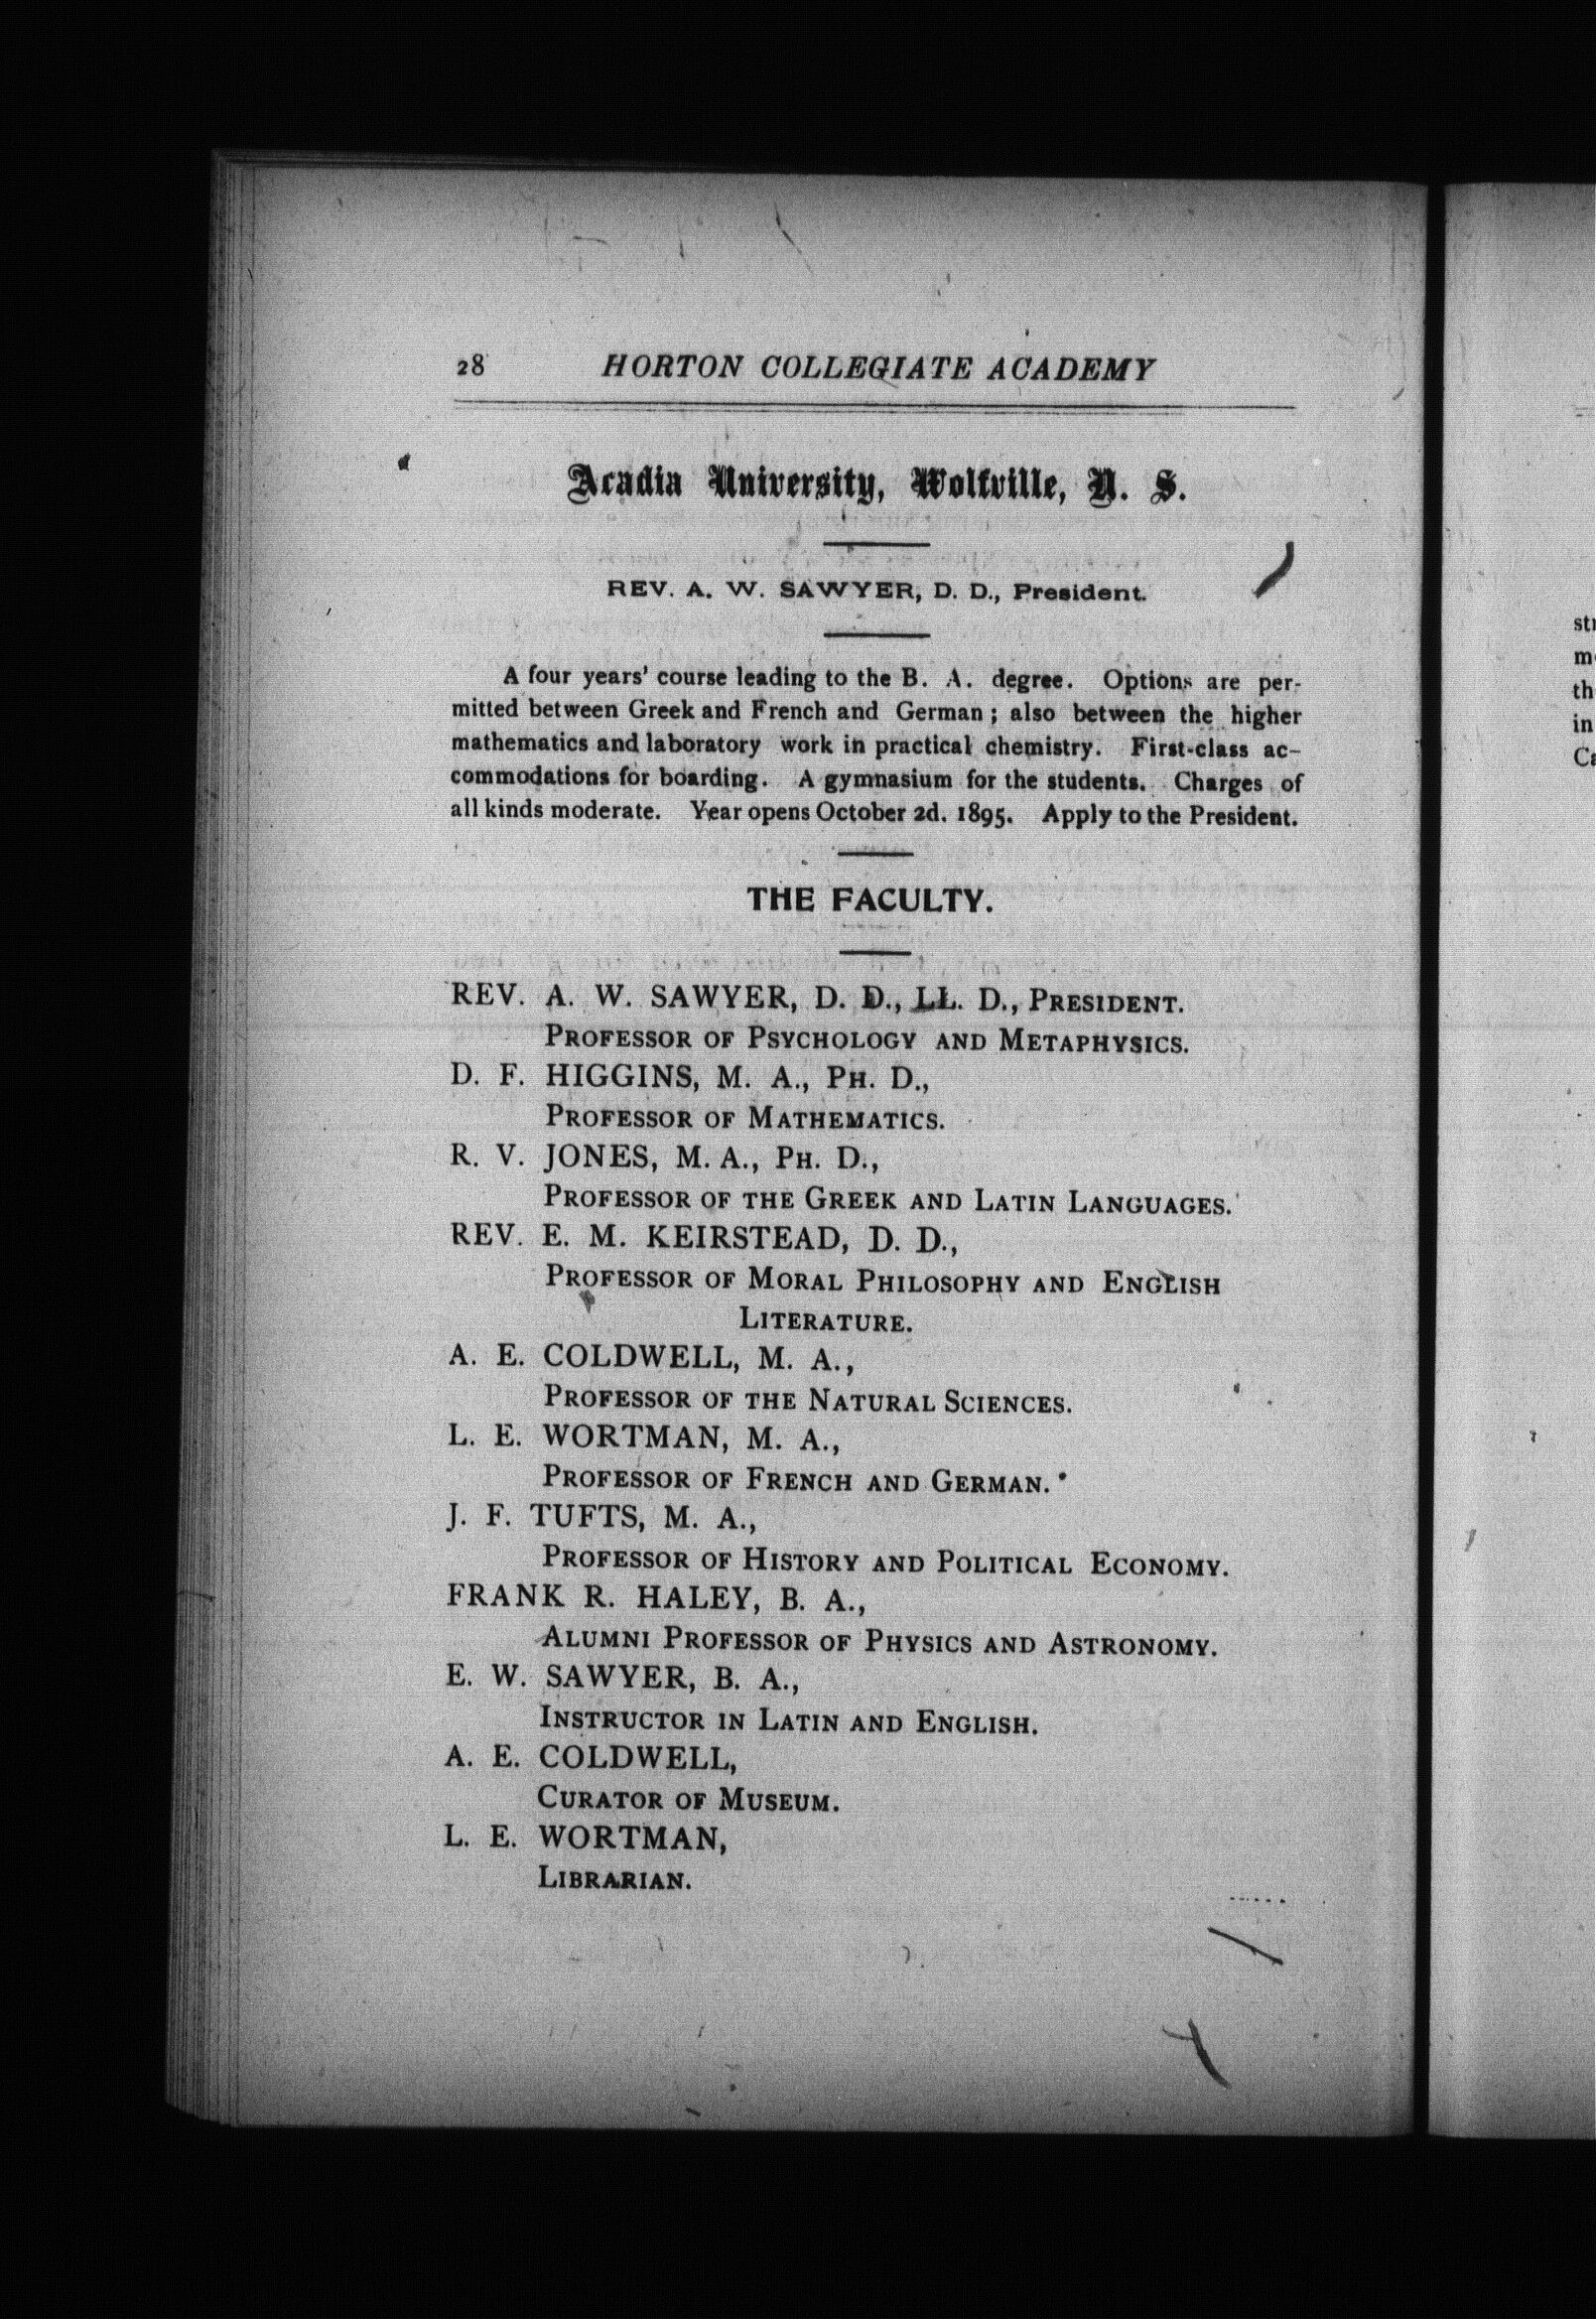 28 HORTON COLLEGIATE ACADEMY
Acadia University, Wolfville, N. S.
REV. A. W. SAWYER, D. D., President.
A four years' course leading to the B. A. degree. Options are per-
mitted between Greek and French and German; also between the higher
mathematics and laboratory work in practical chemistry. First-class ac-
commodations for boarding. A gymnasium for the students. Charges of
all kinds moderate. Year opens October 2d. 1895. Apply to the President.
THE FACULTY.
REV. A. W. SAWYER, D. D., LL. D., PRESIDENT.
PROFESSOR OF PSYCHOLOGY AND METAPHYSICS.
D. F. HIGGINS, M. A., PH. D.,
PROFESSOR OF MATHEMATICS.
R. V. JONES, M. A., PH. D.,
PROFESSOR OF THE GREEK AND LATIN LANGUAGES.
REV. E. M. KEIRSTEAD, D. D.,
PROFESSOR OF MORAL PHILOSOPHY AND ENGLISH
LITERATURE.
A. E. COLDWELL, M. A.,
PROFESSOR OF THE NATURAL SCIENCES.
L. E. WORTMAN, M. A.,
PROFESSOR OF FRENCH AND GERMAN.
J. F. TUFTS, M. A.,
PROFESSOR OF HISTORY AND POLITICAL ECONOMY.
FRANK R. HALEY, B. A.,
ALUMNI PROFESSOR OF PHYSICS AND ASTRONOMY.
E. W. SAWYER, B. A.,
INSTRUCTOR IN LATIN AND ENGLISH.
A. E. COLDWELL,
CURATOR OF MUSEUM.
L. E. WORTMAN,
LIBRARIAN.